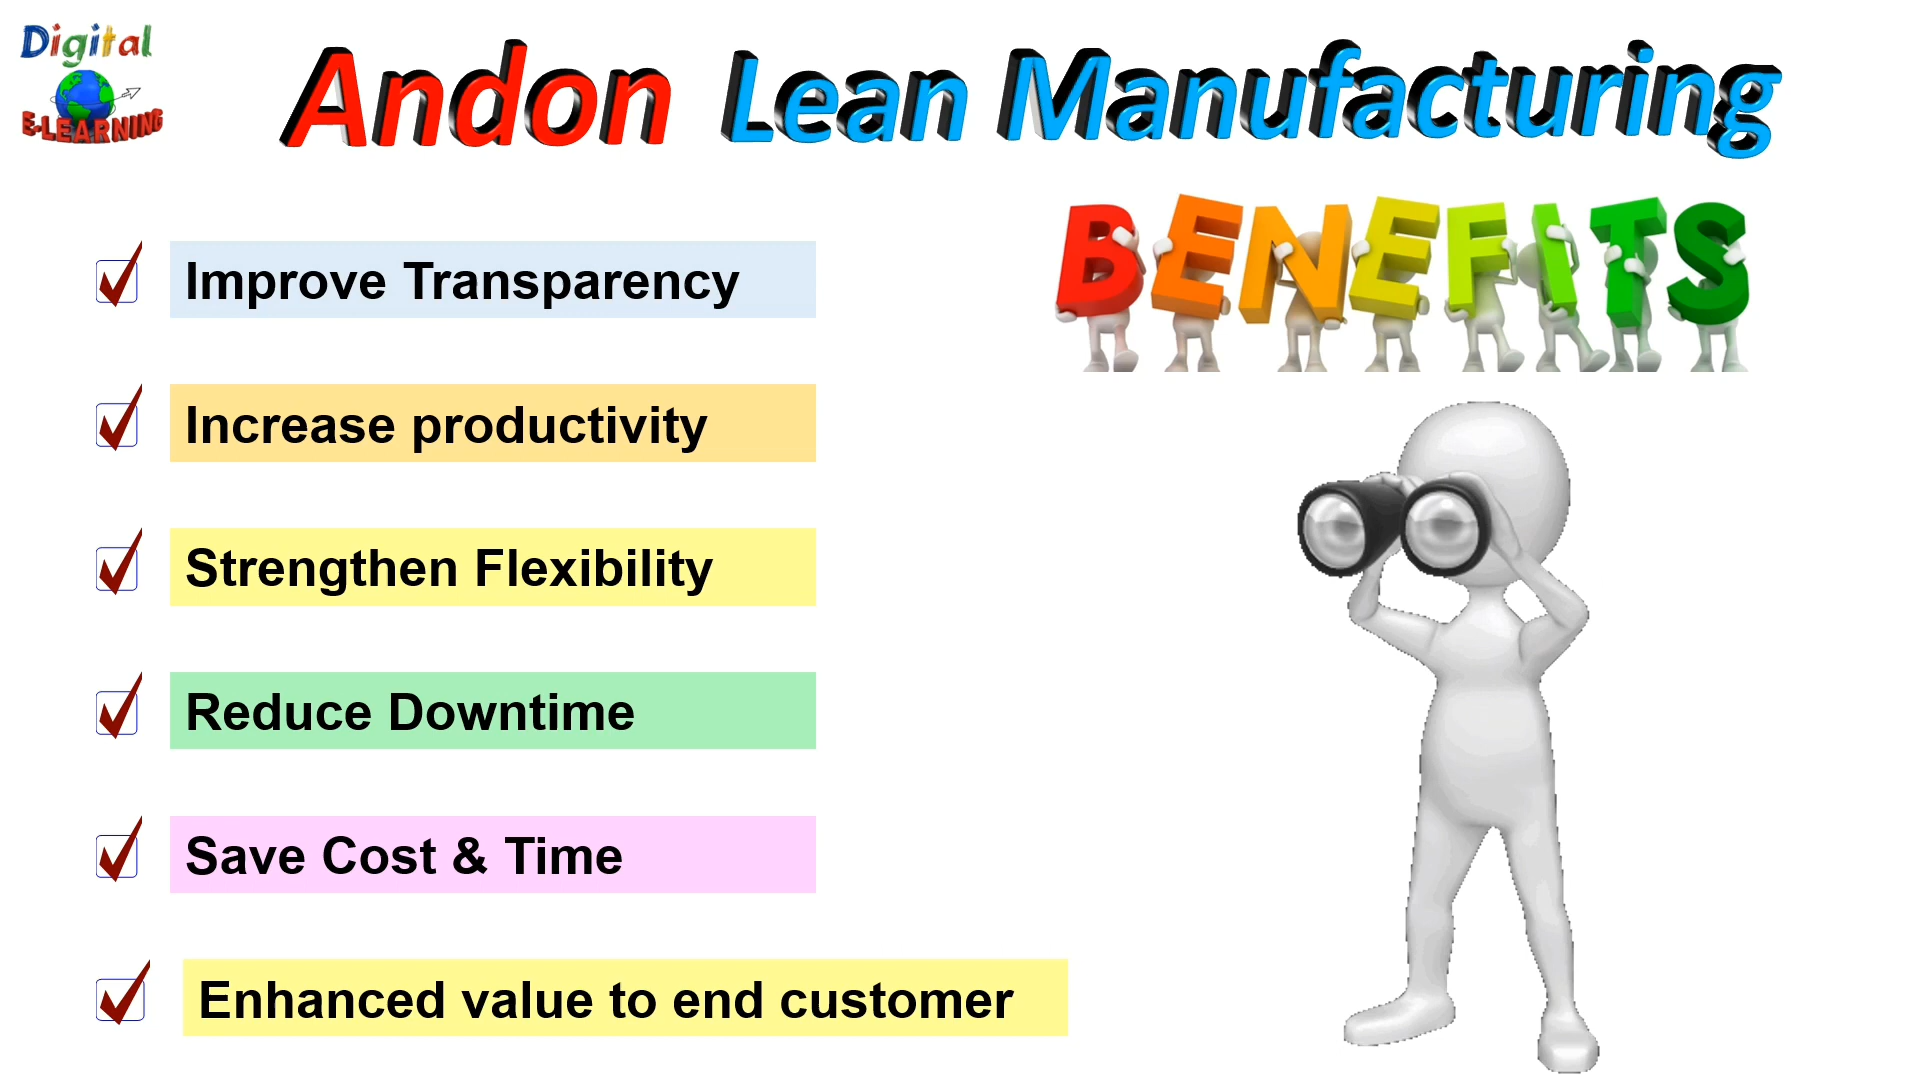 Digital
E-LEARNING
Andon Lean Manufacturing
BENEFITS
Improve Transparency
Increase productivity
Strengthen Flexibility
Reduce Downtime
Save Cost & Time
Enhanced value to end customer